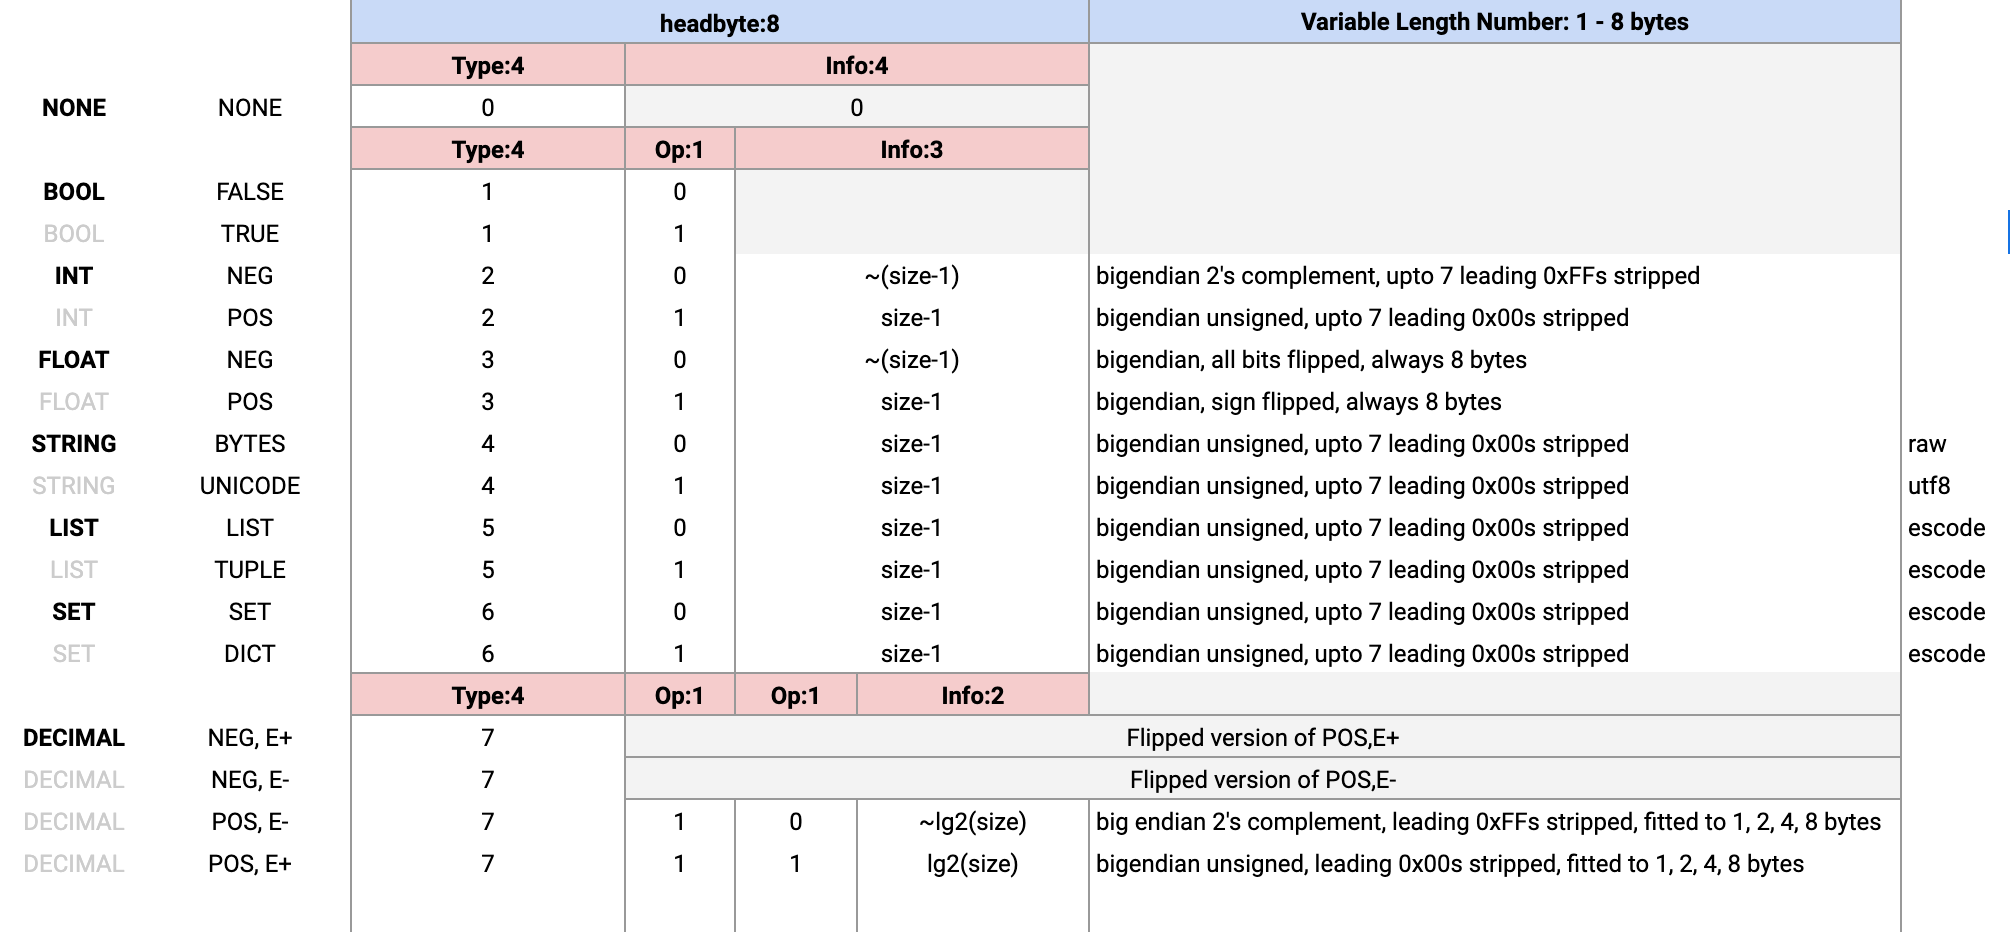 headbyte:8 Variable Length Number: 1 - 8 bytes
Type:4 Info:4
NONE NONE 0 0
Type:4 Op:1 Info:3
BOOL FALSE 1 0
BOOL TRUE 1 1
INT NEG 2 0 ~(size-1) bigendian 2's complement, upto 7 leading 0xFFs stripped
INT POS 2 1 size-1 bigendian unsigned, upto 7 leading 0x00s stripped
FLOAT NEG 3 0 ~(size-1) bigendian, all bits flipped, always 8 bytes
FLOAT POS 3 1 size-1 bigendian, sign flipped, always 8 bytes
STRING BYTES 4 0 size-1 bigendian unsigned, upto 7 leading 0x00s stripped raw
STRING UNICODE 4 1 size-1 bigendian unsigned, upto 7 leading 0x00s stripped utf8
LIST LIST 5 0 size-1 bigendian unsigned, upto 7 leading 0x00s stripped escode
LIST TUPLE 5 1 size-1 bigendian unsigned, upto 7 leading 0x00s stripped escode
SET SET 6 0 size-1 bigendian unsigned, upto 7 leading 0x00s stripped escode
SET DICT 6 1 size-1 bigendian unsigned, upto 7 leading 0x00s stripped escode
Type:4 Op:1 Op:1 Info:2
DECIMAL NEG, E+ 7 Flipped version of POS,E+
DECIMAL NEG, E- 7 Flipped version of POS,E-
DECIMAL POS, E- 7 1 0 ~lg2(size) big endian 2's complement, leading 0xFFs stripped, fitted to 1, 2, 4, 8 bytes
DECIMAL POS, E+ 7 1 1 lg2(size) bigendian unsigned, leading 0x00s stripped, fitted to 1, 2, 4, 8 bytes